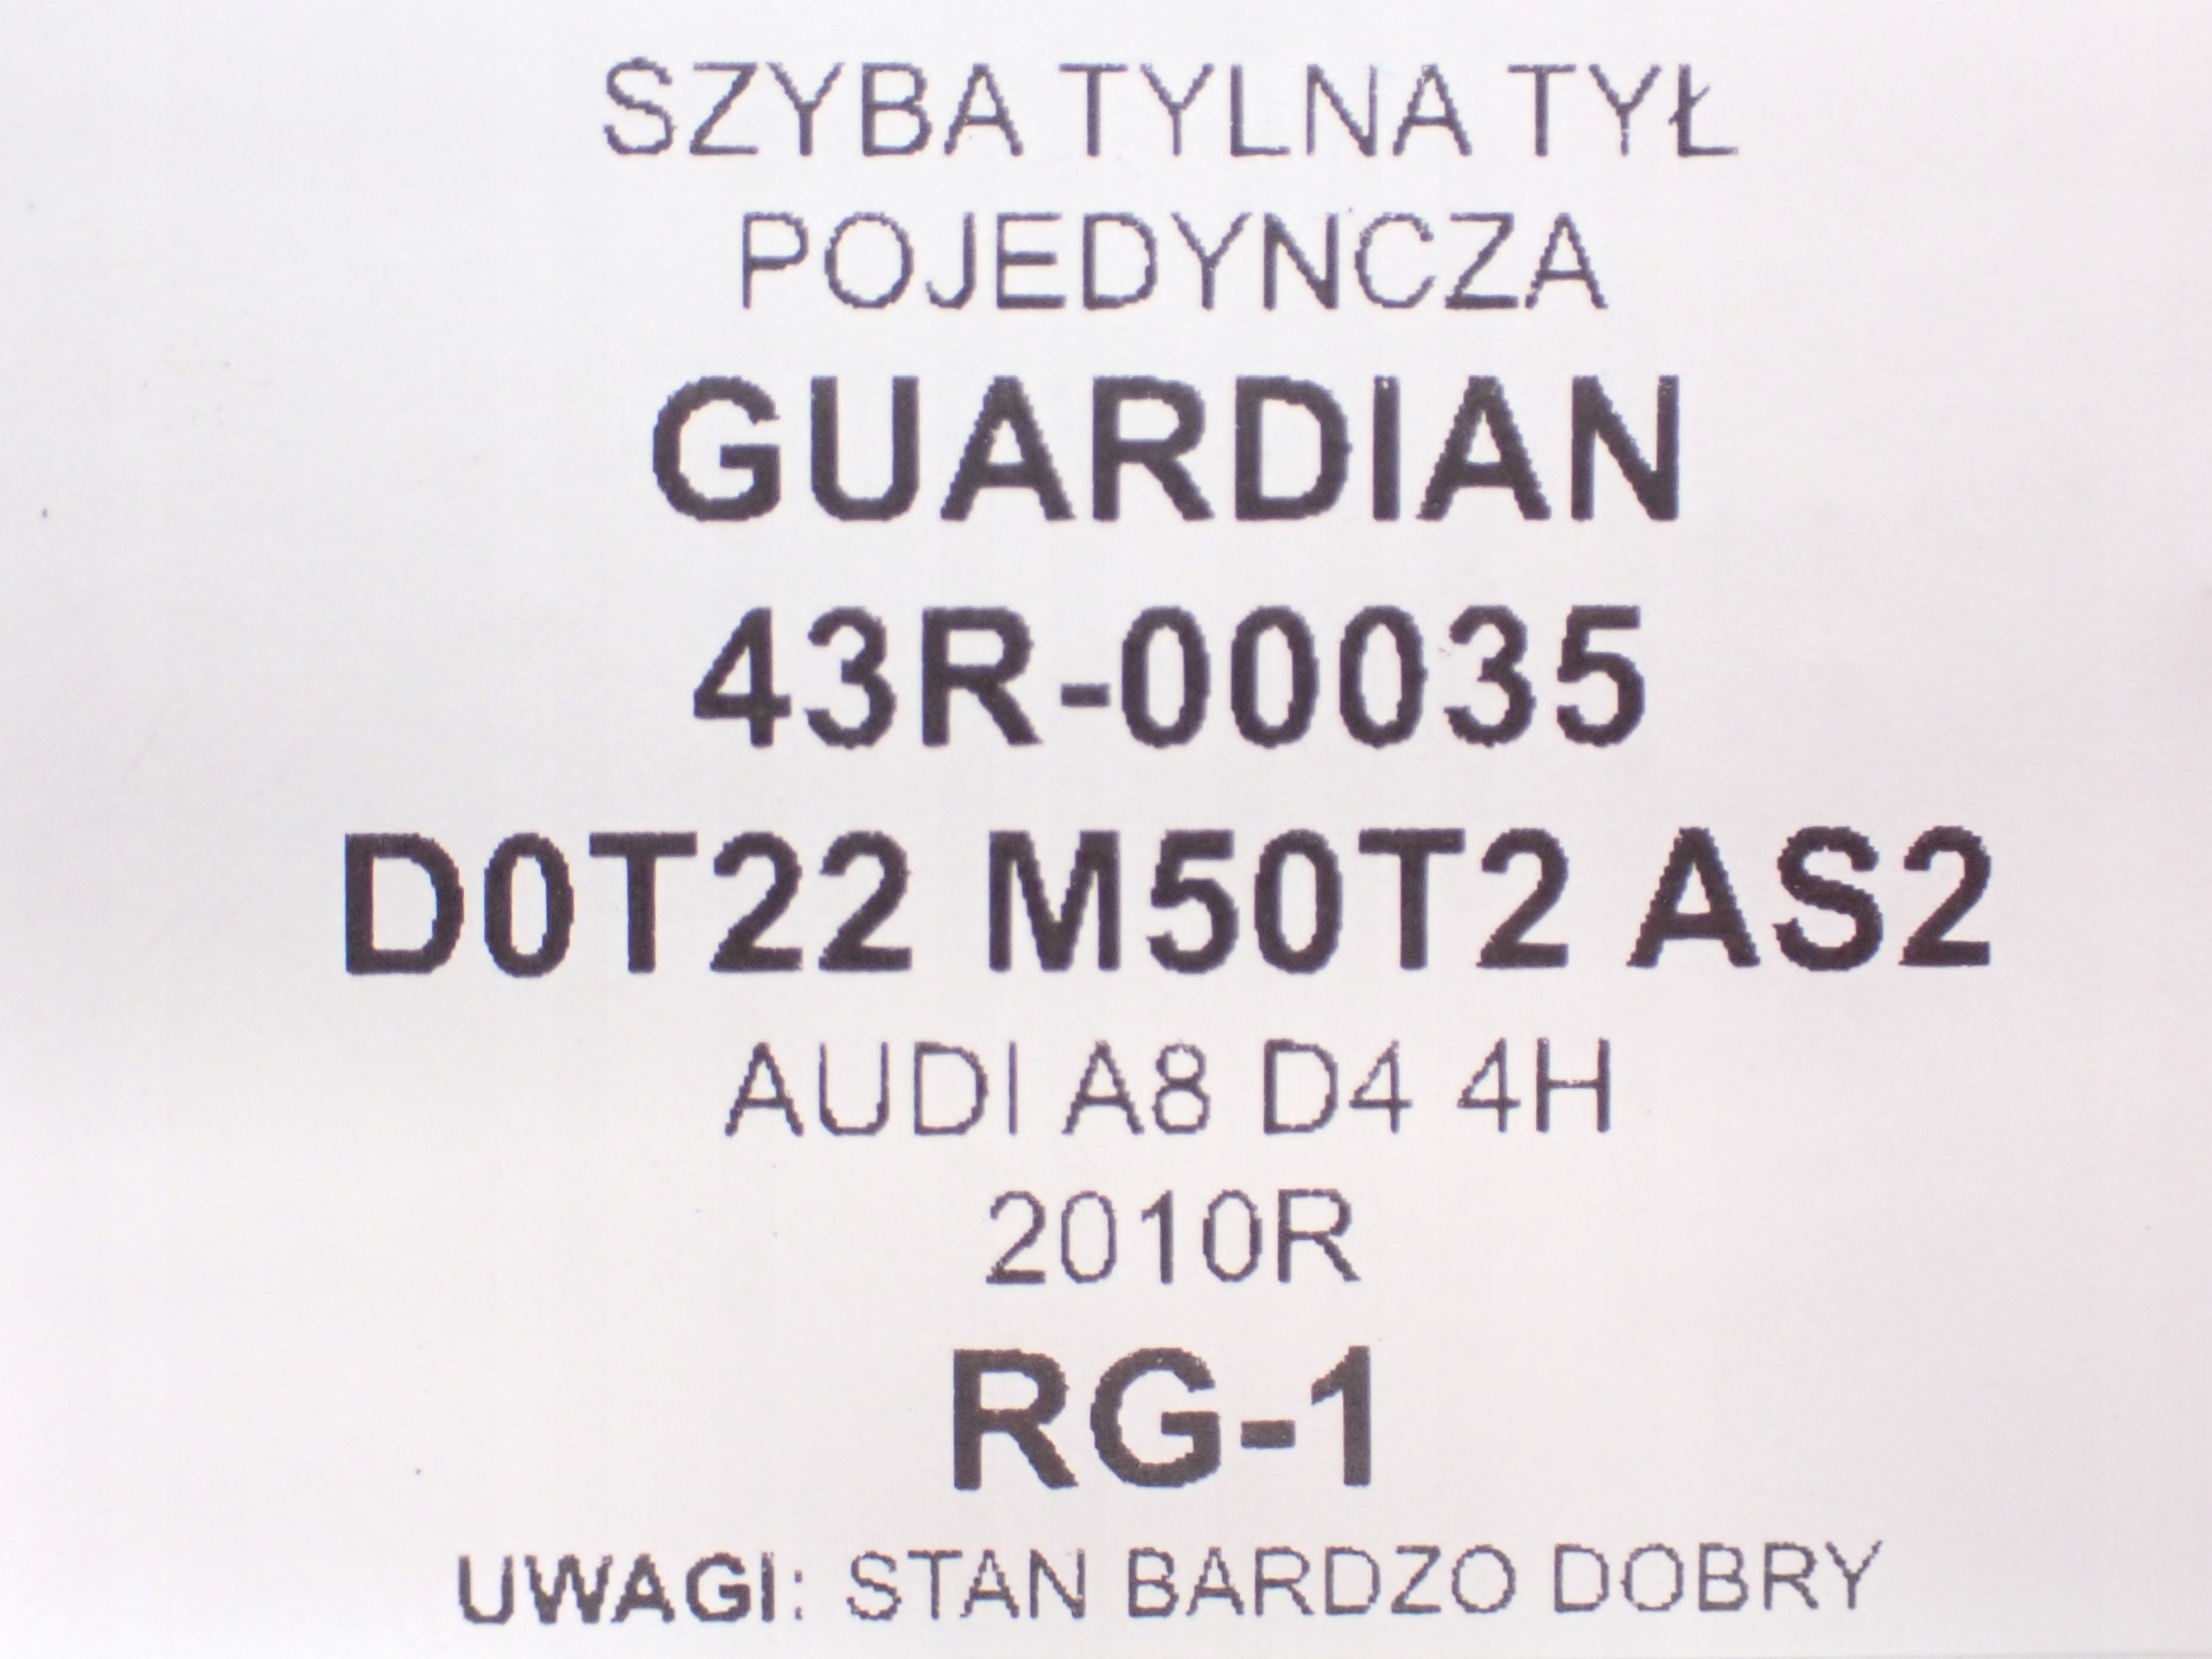 SZYBA TYLNA TYŁ
POJEDYNCZA
GUARDIAN
43R-00035
D0T22 M50T2 AS2
AUDI A8 D4 4H
2010R
RG-1
UWAGI: STAN BARDZO DOBRY